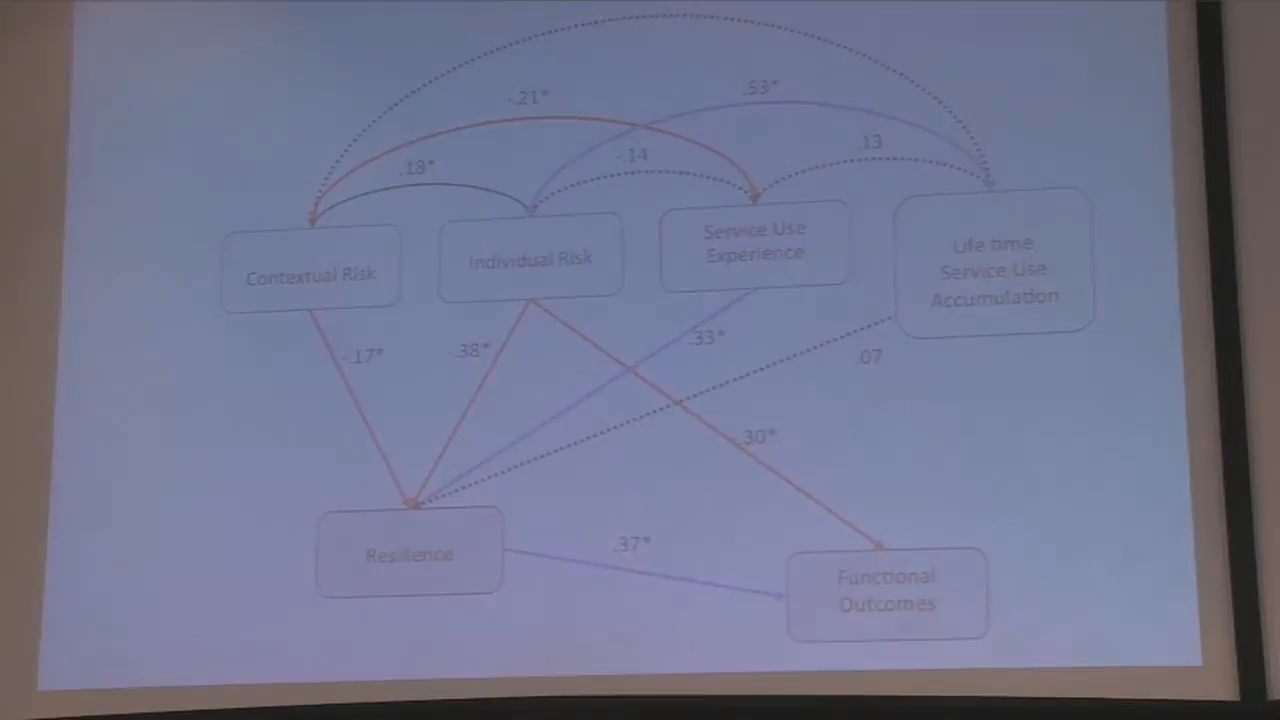 .53*
-.21*
.13
-.14
.18*
Service Use
Experience
Life time
Service Use
Accumulation
Individual Risk
Contextual Risk
.33*
-.38*
-.17*
.07
-.30*
.37*
Resilience
Functional
Outcomes